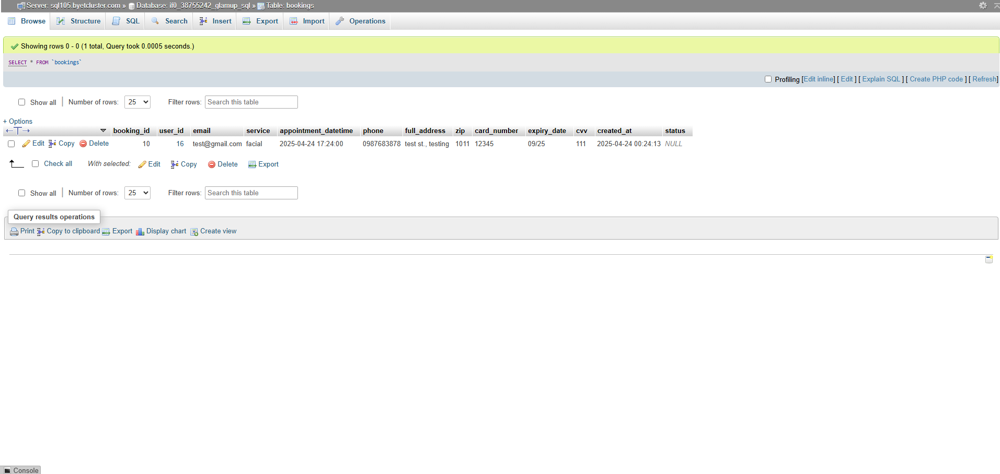 Server: sql105.byetcluster.com » Database: if0_38755242_glamup_sql » Table: bookings
Browse Structure SQL Search Insert Export Import Operations
Showing rows 0 - 0 (1 total, Query took 0.0005 seconds.)
SELECT * FROM `bookings`
Profiling [Edit inline] [ Edit ] [ Explain SQL ] [ Create PHP code ] [ Refresh]
Show all | Number of rows: 25 Filter rows: Search this table
+ Options
←T→ booking_id user_id email service appointment_datetime phone full_address zip card_number expiry_date cvv created_at status
Edit Copy Delete 10 16 test@gmail.com facial 2025-04-24 17:24:00 0987683878 test st., testing 1011 12345 09/25 111 2025-04-24 00:24:13 NULL
Check all With selected: Edit Copy Delete Export
Show all | Number of rows: 25 Filter rows: Search this table
Query results operations
Print Copy to clipboard Export Display chart Create view
Console